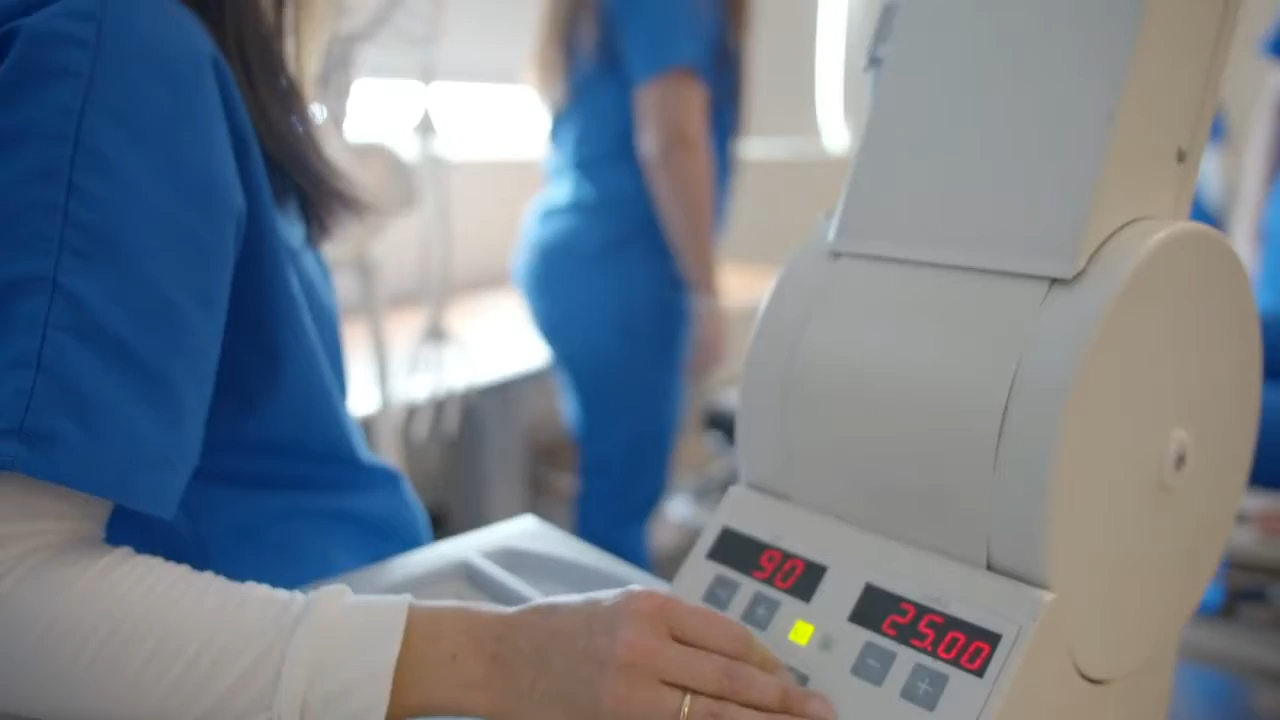 90
25.00
- +
- +